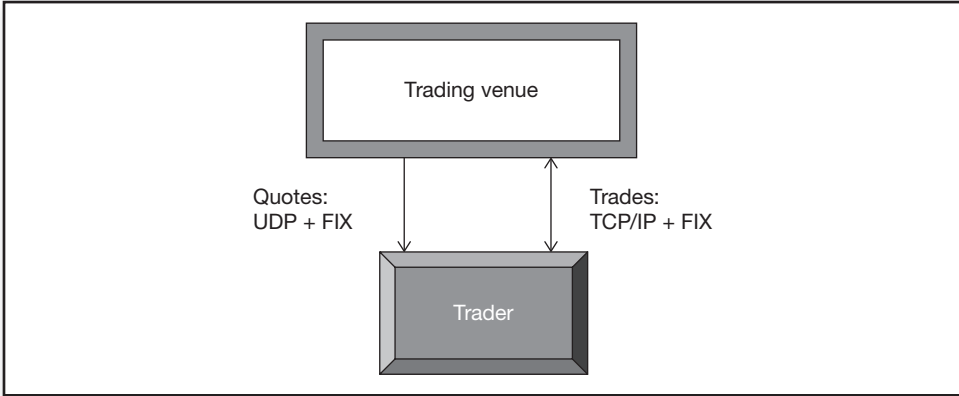 Trading venue
Quotes:
UDP + FIX
Trades:
TCP/IP + FIX
Trader